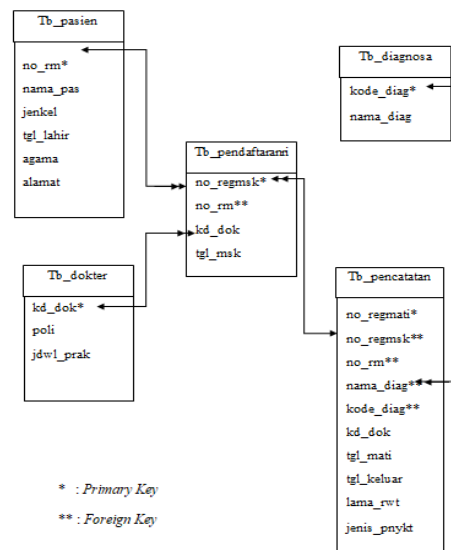 Tb_pasien
no_rm*
nama_pas
jenkel
tgl_lahir
agama
alamat
Tb_diagnosa
kode_diag*
nama_diag
Tb_pendaftaranri
no_regmsk*
no_rm**
kd_dok
tgl_msk
Tb_dokter
kd_dok*
poli
jdwl_prak
Tb_pencatatan
no_regmati*
no_regmsk**
no_rm**
nama_diag**
kode_diag**
kd_dok
tgl_mati
tgl_keluar
lama_rwt
jenis_pnykt
* : Primary Key
** : Foreign Key